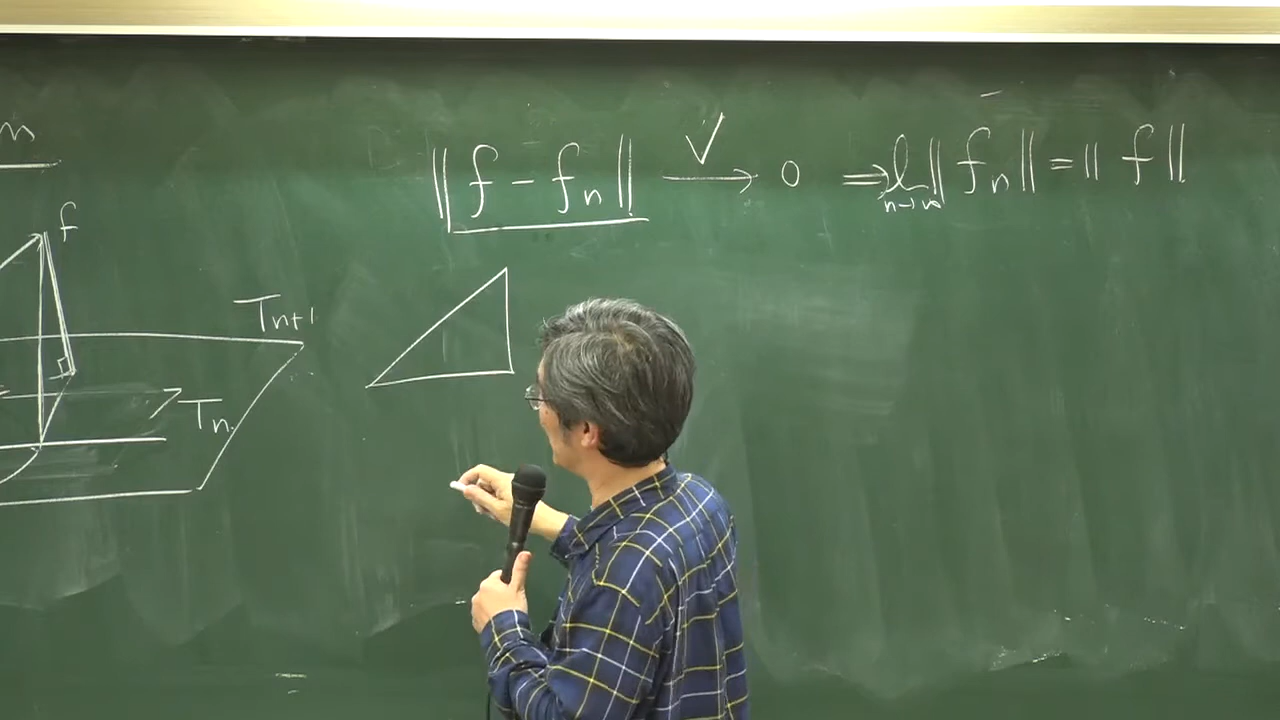 m
‖f - fₙ‖ → 0 ⇒ lim n→∞ ‖fₙ‖ = ‖f‖
f
Tₙ₊₁
Tₙ